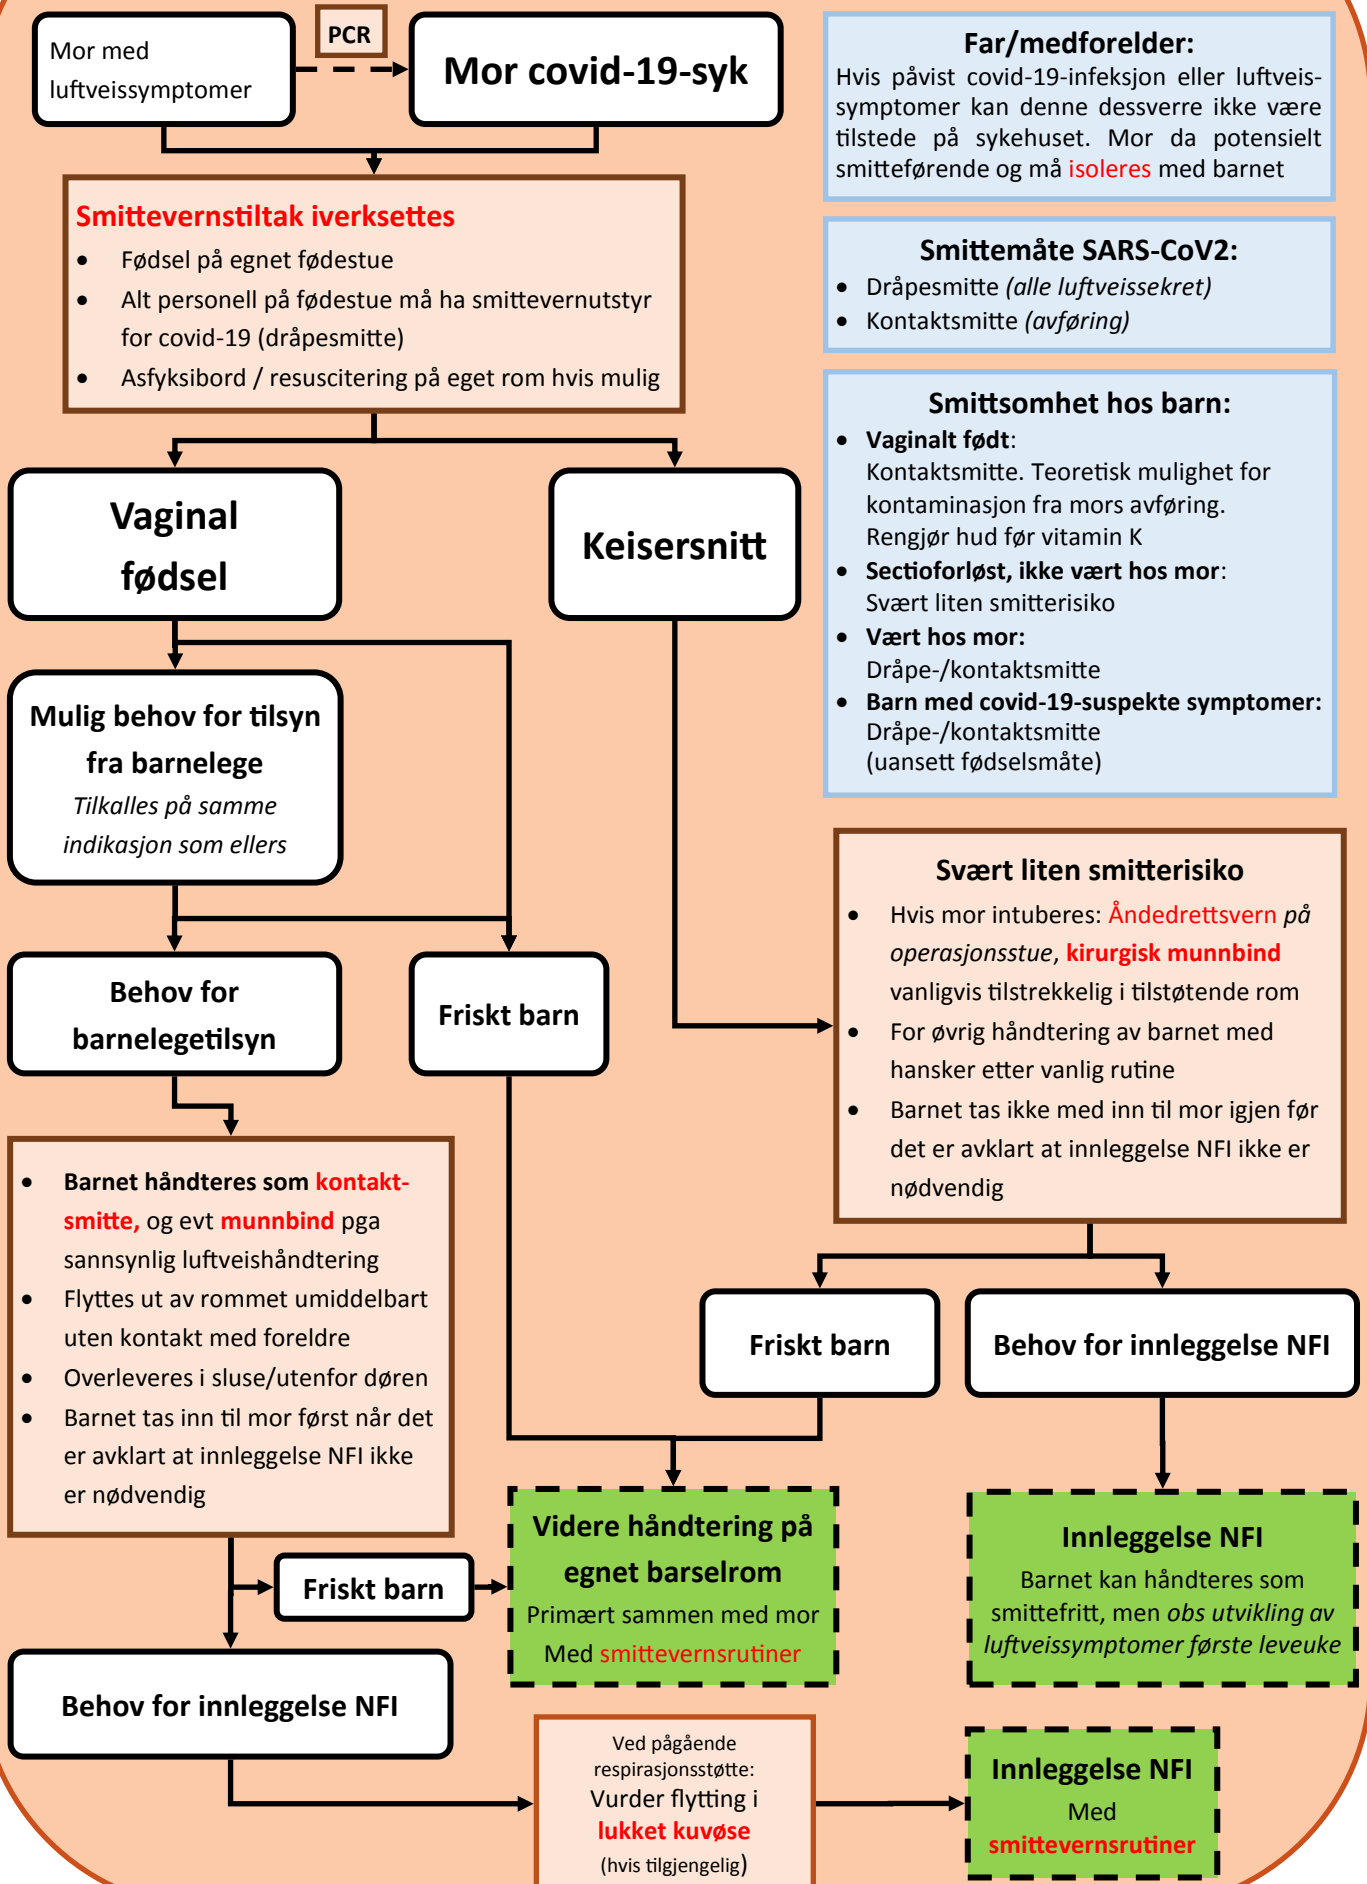 Mor med
luftveissymptomer
PCR
Mor covid-19-syk
Far/medforelder:
Hvis påvist covid-19-infeksjon eller luftveis-
symptomer kan denne dessverre ikke være
tilstede på sykehuset. Mor da potensielt
smitteførende og må isoleres med barnet
Smittevernstiltak iverksettes
• Fødsel på egnet fødestue
• Alt personell på fødestue må ha smittevernutstyr
for covid-19 (dråpesmitte)
• Asfyksibord / resuscitering på eget rom hvis mulig
Smittemåte SARS-CoV2:
• Dråpesmitte (alle luftveissekret)
• Kontaktsmitte (avføring)
Smittsomhet hos barn:
• Vaginalt født:
Kontaktsmitte. Teoretisk mulighet for
kontaminasjon fra mors avføring.
Rengjør hud før vitamin K
• Sectioforløst, ikke vært hos mor:
Svært liten smitterisiko
• Vært hos mor:
Dråpe-/kontaktsmitte
• Barn med covid-19-suspekte symptomer:
Dråpe-/kontaktsmitte
(uansett fødselsmåte)
Vaginal
fødsel
Keisersnitt
Mulig behov for tilsyn
fra barnelege
Tilkalles på samme
indikasjon som ellers
Svært liten smitterisiko
• Hvis mor intuberes: Åndedrettsvern på
operasjonsstue, kirurgisk munnbind
vanligvis tilstrekkelig i tilstøtende rom
• For øvrig håndtering av barnet med
hansker etter vanlig rutine
• Barnet tas ikke med inn til mor igjen før
det er avklart at innleggelse NFI ikke er
nødvendig
Behov for
barnelegetilsyn
Friskt barn
• Barnet håndteres som kontakt-
smitte, og evt munnbind pga
sannsynlig luftveishåndtering
• Flyttes ut av rommet umiddelbart
uten kontakt med foreldre
• Overleveres i sluse/utenfor døren
• Barnet tas inn til mor først når det
er avklart at innleggelse NFI ikke
er nødvendig
Friskt barn
Behov for innleggelse NFI
Videre håndtering på
egnet barselrom
Primært sammen med mor
Med smittevernsrutiner
Innleggelse NFI
Barnet kan håndteres som
smittefritt, men obs utvikling av
luftveissymptomer første leveuke
Friskt barn
Behov for innleggelse NFI
Ved pågående
respirasjonsstøtte:
Vurder flytting i
lukket kuvøse
(hvis tilgjengelig)
Innleggelse NFI
Med
smittevernsrutiner